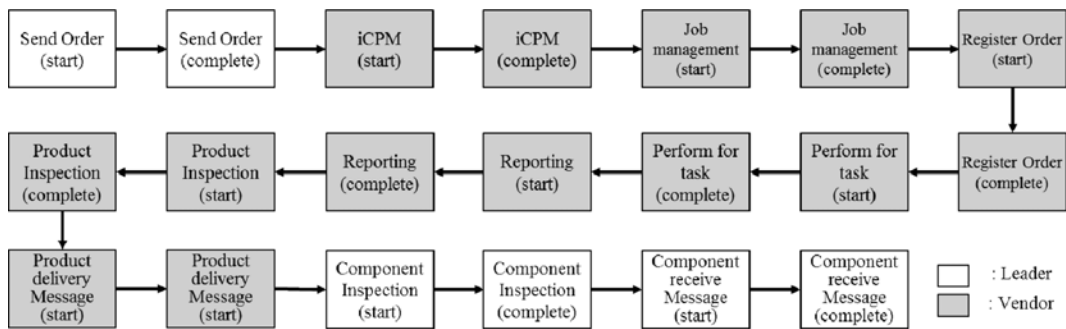 Send Order
(start)
Send Order
(complete)
iCPM
(start)
iCPM
(complete)
Job
management
(start)
Job
management
(complete)
Register Order
(start)
Product
Inspection
(complete)
Product
Inspection
(start)
Reporting
(complete)
Reporting
(start)
Perform for
task
(complete)
Perform for
task
(start)
Register Order
(complete)
Product
delivery
Message
(start)
Product
delivery
Message
(start)
Component
Inspection
(start)
Component
Inspection
(complete)
Component
receive
Message
(start)
Component
receive
Message
(complete)
: Leader
: Vendor